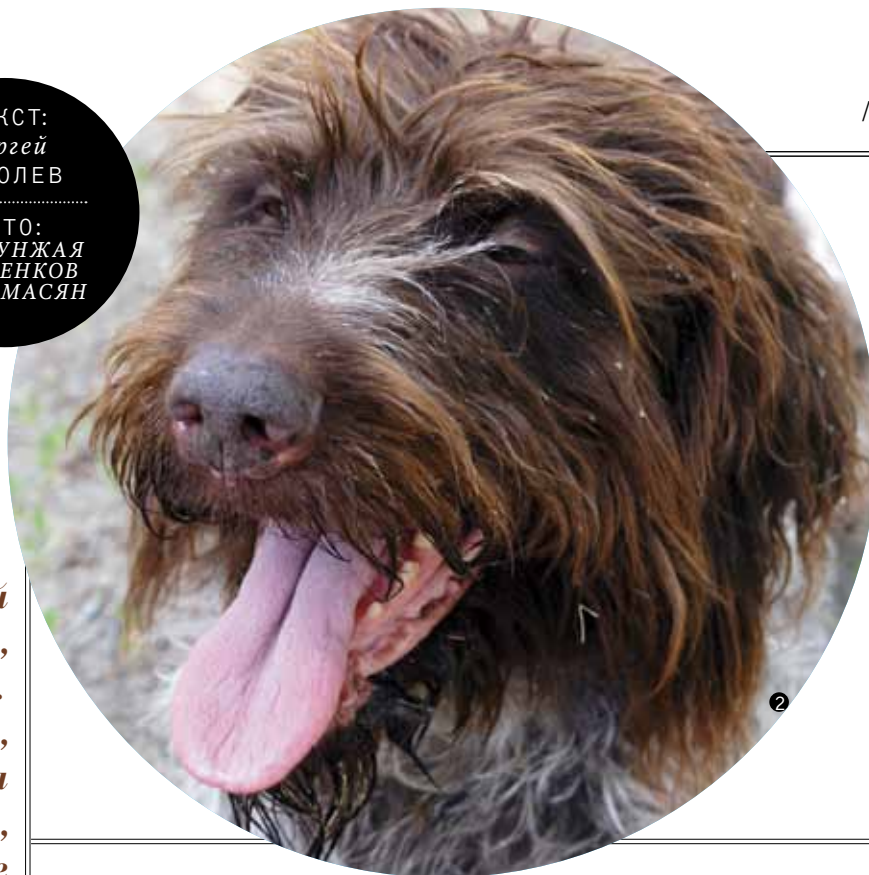 КСТ:
ргей
ОЛЕВ
ТО:
УНЖАЯ
ЕНКОВ
МАСЯН
/
й
,
.
,
,
2